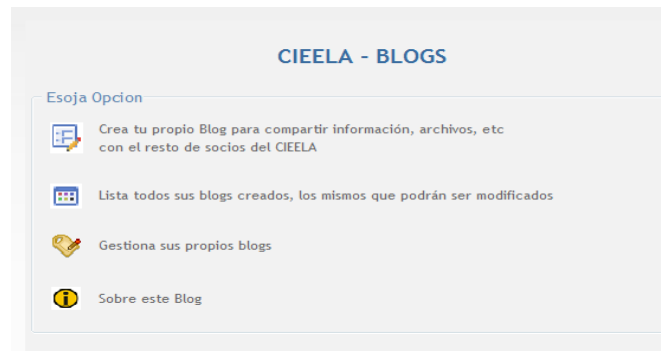 CIEELA - BLOGS
Esoja Opcion
Crea tu propio Blog para compartir información, archivos, etc
con el resto de socios del CIEELA
Lista todos sus blogs creados, los mismos que podrán ser modificados
Gestiona sus propios blogs
Sobre este Blog